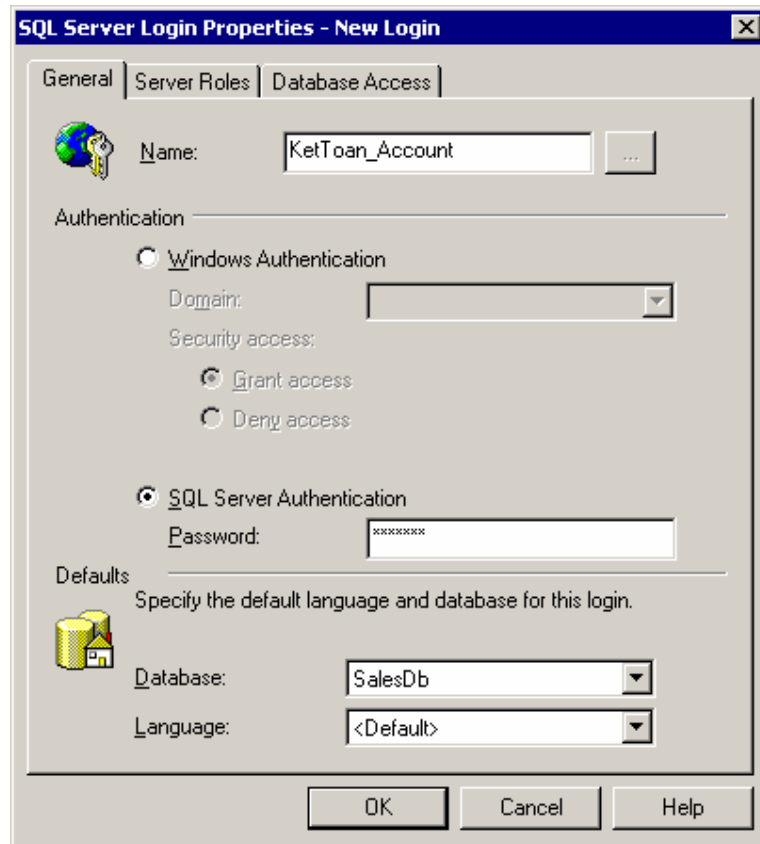 SQL Server Login Properties - New Login
General Server Roles Database Access
Name: KetToan_Account ...
Authentication
Windows Authentication
Domain:
Security access:
Grant access
Deny access
SQL Server Authentication
Password: *******
Defaults
Specify the default language and database for this login.
Database: SalesDb
Language: <Default>
OK Cancel Help